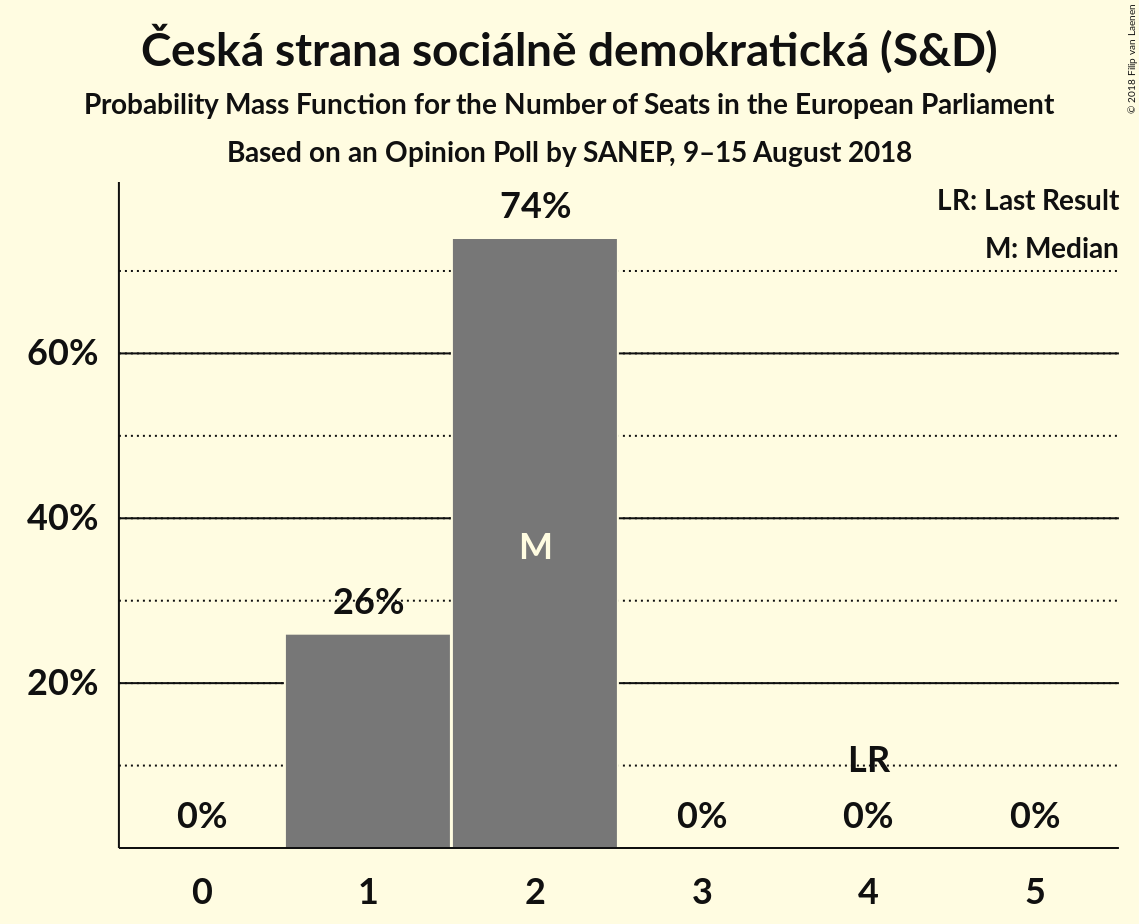 Česká strana sociálně demokratická (S&D)
Probability Mass Function for the Number of Seats in the European Parliament
Based on an Opinion Poll by SANEP, 9–15 August 2018
© 2018 Filip van Laenen
LR: Last Result
M: Median
74%
60%
40%
M
26%
20%
LR
0%
0%
0%
0%
0 1 2 3 4 5